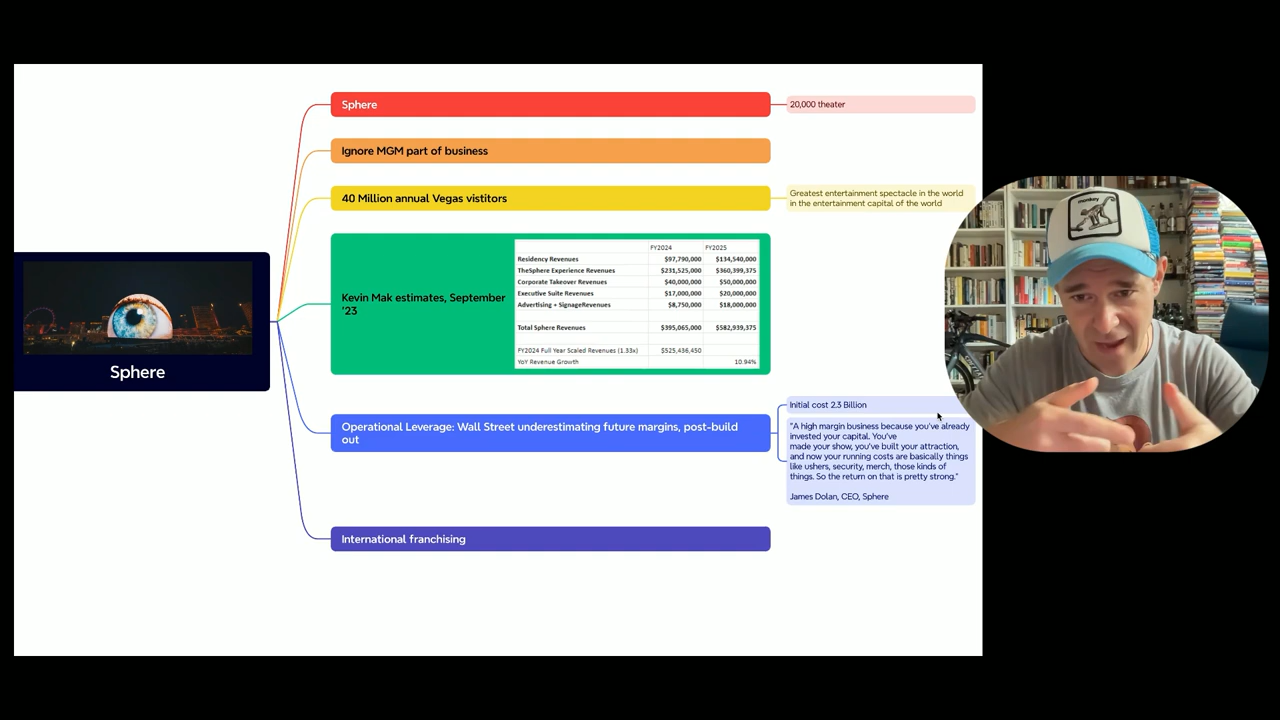 Sphere
20,000 theater
Ignore MGM part of business
40 Million annual Vegas vistitors
Greatest entertainment spectacle in the world
in the entertainment capital of the world
Kevin Mak estimates, September
'23
FY2024 FY2025
Residency Revenues $97,790,000 $134,540,000
TheSphere Experience Revenues $231,525,000 $360,399,375
Corporate Takeover Revenues $40,000,000 $50,000,000
Executive Suite Revenues $17,000,000 $20,000,000
Advertising + SignageRevenues $8,750,000 $18,000,000
Total Sphere Revenues $395,065,000 $582,939,375
FY2024 Full Year Scaled Revenues (1.33x) $525,436,450
YoY Revenue Growth 10.94%
Sphere
Operational Leverage: Wall Street underestimating future margins, post-build
out
Initial cost 2.3 Billion
"A high margin business because you've already
invested your capital. You've
made your show, you've built your attraction,
and now your running costs are basically things
like ushers, security, merch, those kinds of
things. So the return on that is pretty strong."
James Dolan, CEO, Sphere
International franchising
monkey